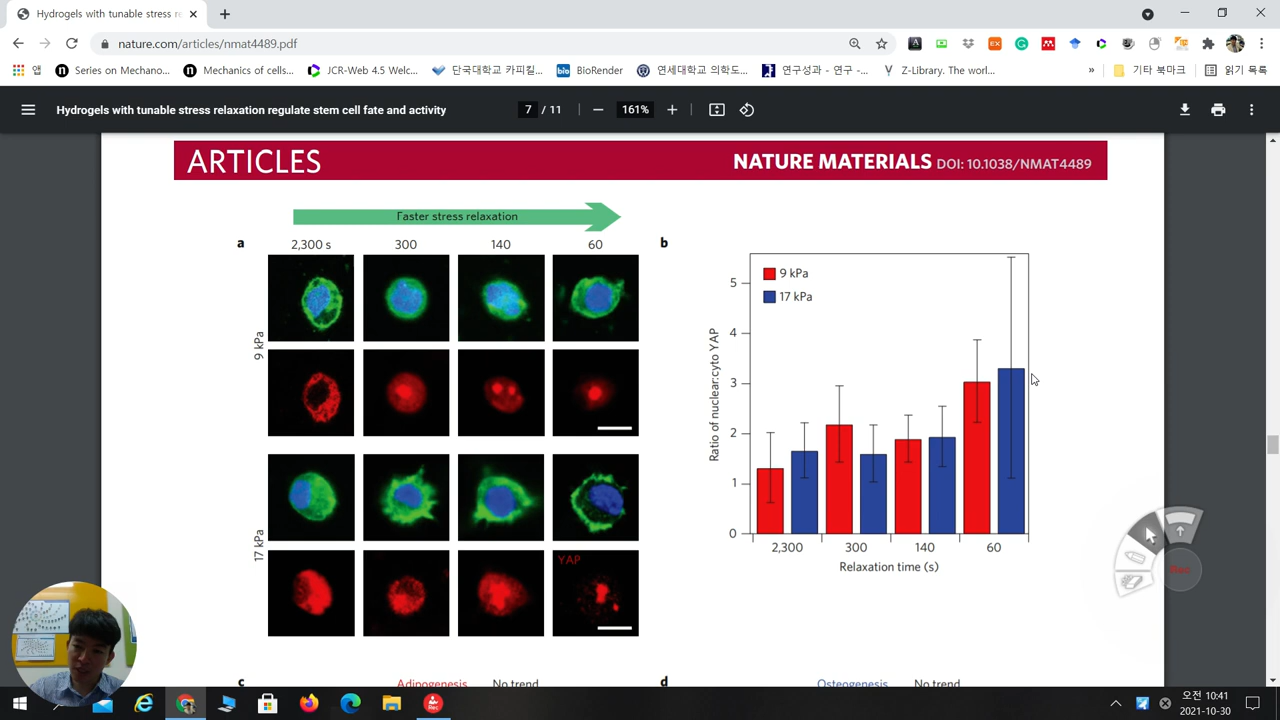 Hydrogels with tunable stress r
nature.com/articles/nmat4489.pdf
앱
Series on Mechano...
Mechanics of cells...
JCR-Web 4.5 Welc...
단국대학교 카피킬...
BioRender
연세대학교 의학도...
연구성과 - 연구 -...
Z-Library. The worl...
»
기타 북마크
읽기 목록
Hydrogels with tunable stress relaxation regulate stem cell fate and activity
7 / 11
161%
ARTICLES
NATURE MATERIALS DOI: 10.1038/NMAT4489
Faster stress relaxation
a
2,300 s 300 140 60
9 kPa
17 kPa
YAP
b
9 kPa
17 kPa
Ratio of nuclear:cyto YAP
5
4
3
2
1
0
2,300 300 140 60
Relaxation time (s)
c
Adipogenesis No trend
d
Osteogenesis No trend
오전 10:41
2021-10-30